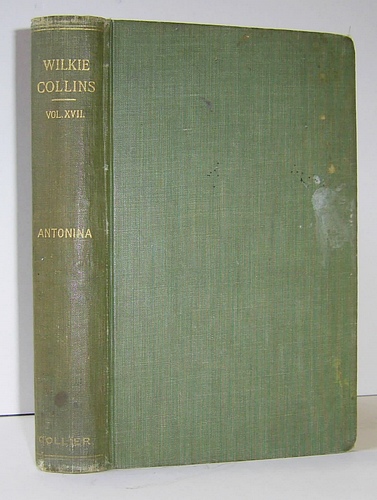 WILKIE
COLLINS
VOL. XVII.
ANTONINA
COLLIER